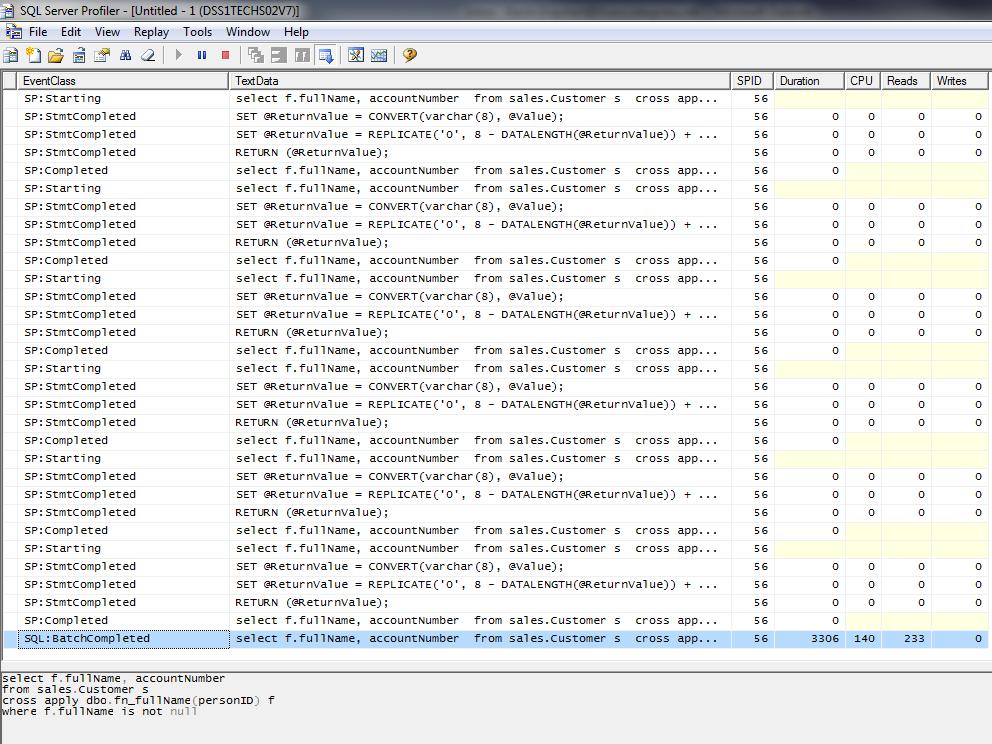 SQL Server Profiler - [Untitled - 1 (DSS1TECHS02V7)]
File Edit View Replay Tools Window Help
EventClass TextData SPID Duration CPU Reads Writes
SP:Starting select f.fullName, accountNumber from sales.Customer s cross app... 56
SP:StmtCompleted SET @ReturnValue = CONVERT(varchar(8), @Value); 56 0 0 0 0
SP:StmtCompleted SET @ReturnValue = REPLICATE('0', 8 - DATALENGTH(@ReturnValue)) + ... 56 0 0 0 0
SP:StmtCompleted RETURN (@ReturnValue); 56 0 0 0 0
SP:Completed select f.fullName, accountNumber from sales.Customer s cross app... 56 0
SP:Starting select f.fullName, accountNumber from sales.Customer s cross app... 56
SP:StmtCompleted SET @ReturnValue = CONVERT(varchar(8), @Value); 56 0 0 0 0
SP:StmtCompleted SET @ReturnValue = REPLICATE('0', 8 - DATALENGTH(@ReturnValue)) + ... 56 0 0 0 0
SP:StmtCompleted RETURN (@ReturnValue); 56 0 0 0 0
SP:Completed select f.fullName, accountNumber from sales.Customer s cross app... 56 0
SP:Starting select f.fullName, accountNumber from sales.Customer s cross app... 56
SP:StmtCompleted SET @ReturnValue = CONVERT(varchar(8), @Value); 56 0 0 0 0
SP:StmtCompleted SET @ReturnValue = REPLICATE('0', 8 - DATALENGTH(@ReturnValue)) + ... 56 0 0 0 0
SP:StmtCompleted RETURN (@ReturnValue); 56 0 0 0 0
SP:Completed select f.fullName, accountNumber from sales.Customer s cross app... 56 0
SP:Starting select f.fullName, accountNumber from sales.Customer s cross app... 56
SP:StmtCompleted SET @ReturnValue = CONVERT(varchar(8), @Value); 56 0 0 0 0
SP:StmtCompleted SET @ReturnValue = REPLICATE('0', 8 - DATALENGTH(@ReturnValue)) + ... 56 0 0 0 0
SP:StmtCompleted RETURN (@ReturnValue); 56 0 0 0 0
SP:Completed select f.fullName, accountNumber from sales.Customer s cross app... 56 0
SP:Starting select f.fullName, accountNumber from sales.Customer s cross app... 56
SP:StmtCompleted SET @ReturnValue = CONVERT(varchar(8), @Value); 56 0 0 0 0
SP:StmtCompleted SET @ReturnValue = REPLICATE('0', 8 - DATALENGTH(@ReturnValue)) + ... 56 0 0 0 0
SP:StmtCompleted RETURN (@ReturnValue); 56 0 0 0 0
SP:Completed select f.fullName, accountNumber from sales.Customer s cross app... 56 0
SP:Starting select f.fullName, accountNumber from sales.Customer s cross app... 56
SP:StmtCompleted SET @ReturnValue = CONVERT(varchar(8), @Value); 56 0 0 0 0
SP:StmtCompleted SET @ReturnValue = REPLICATE('0', 8 - DATALENGTH(@ReturnValue)) + ... 56 0 0 0 0
SP:StmtCompleted RETURN (@ReturnValue); 56 0 0 0 0
SP:Completed select f.fullName, accountNumber from sales.Customer s cross app... 56 0
SQL:BatchCompleted select f.fullName, accountNumber from sales.Customer s cross app... 56 3306 140 233 0
select f.fullName, accountNumber
from sales.Customer s
cross apply dbo.fn_fullName(personID) f
where f.fullName is not null